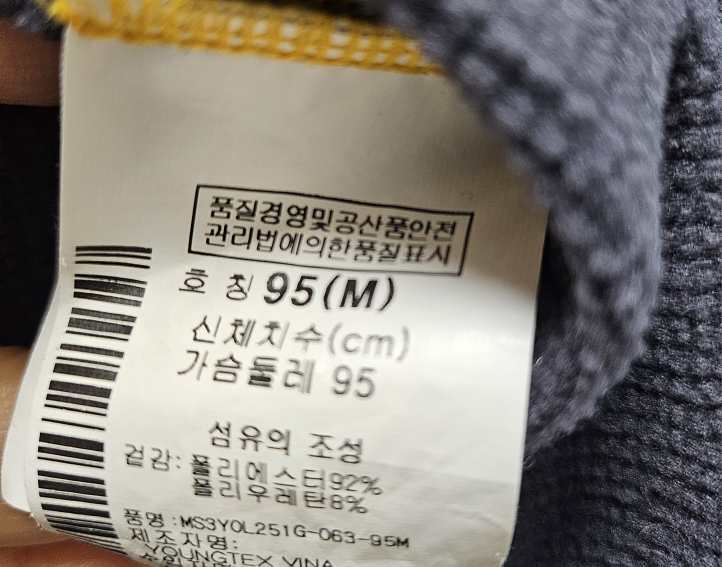 품질경영및공산품안전
관리법에의한품질표시
호 칭 95(M)
신체치수(cm)
가슴둘레 95
섬유의 조성
겉감:폴리에스터92%
폴리우레탄8%
품명:MS3YOL251G-063-95M
제조자명:
YOUNGTEX VINA